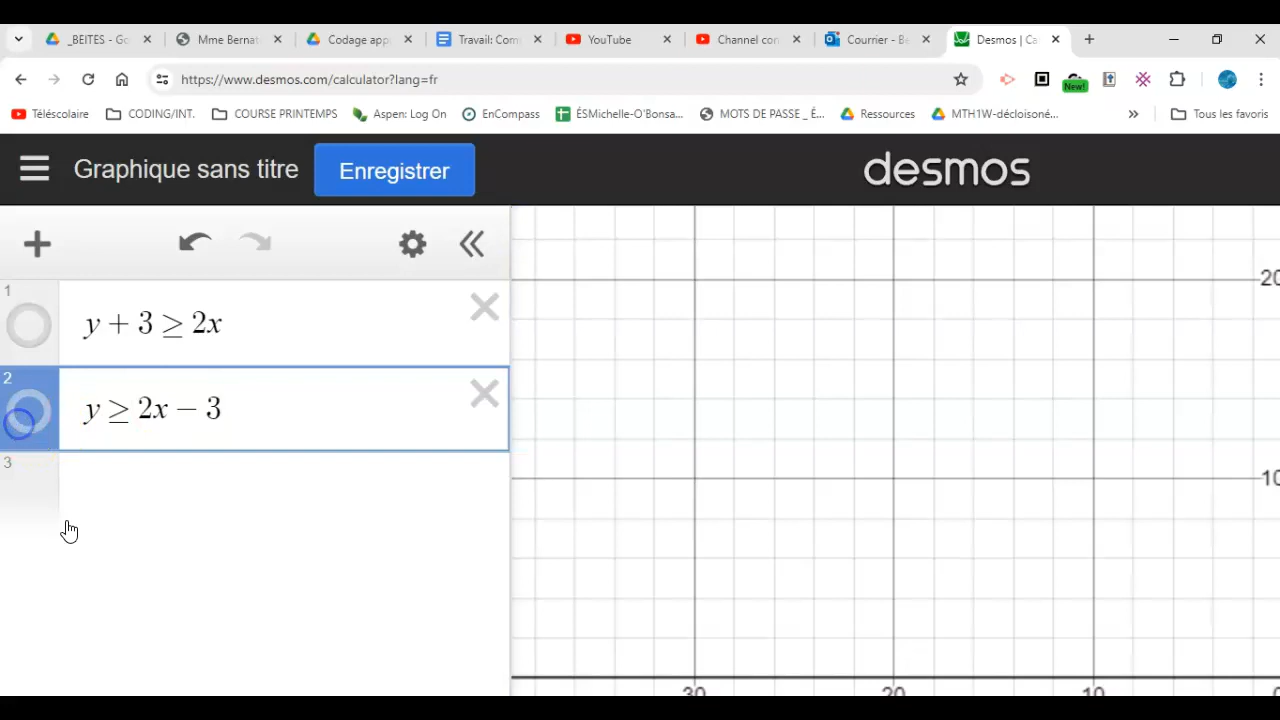 _BEITES - Go
Mme Bernat
Codage app
Travail: Com
YouTube
Channel con
Courrier - Be
Desmos | Ca
https://www.desmos.com/calculator?lang=fr
New!
Téléscolaire
CODING/INT.
COURSE PRINTEMPS
Aspen: Log On
EnCompass
ÉSMichelle-O'Bonsa...
MOTS DE PASSE _ É...
Ressources
MTH1W-décloisoné...
Tous les favoris
Graphique sans titre
Enregistrer
desmos
1
y + 3 ≥ 2x
2
y ≥ 2x − 3
3
20
10
30
20
10